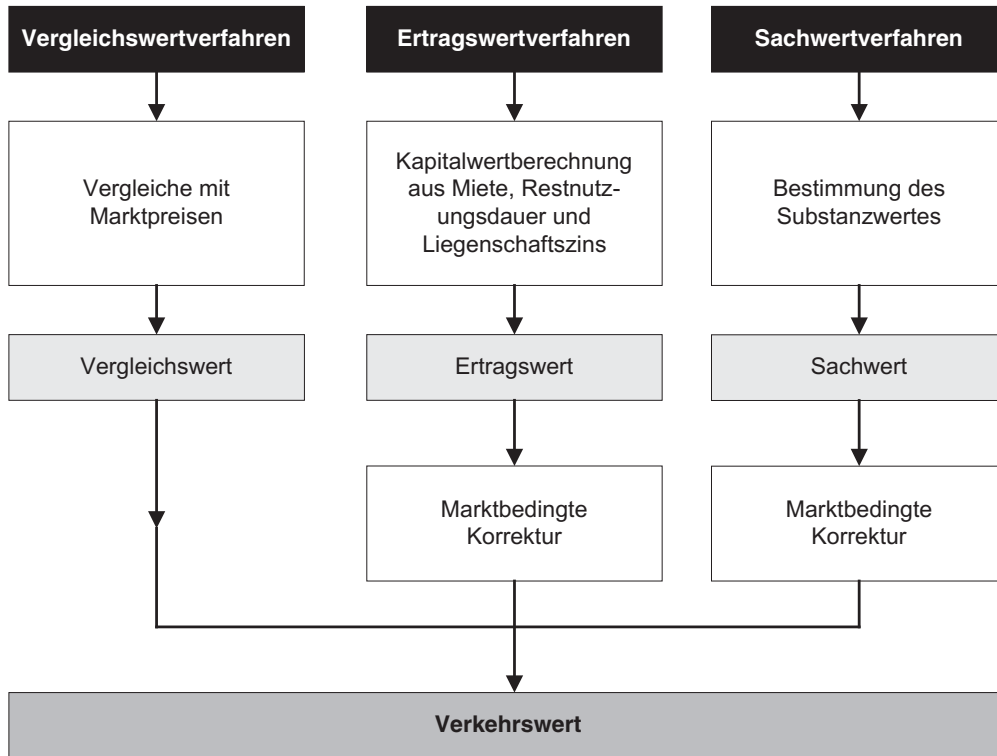 Vergleichswertverfahren
Ertragswertverfahren
Sachwertverfahren
Vergleiche mit
Marktpreisen
Kapitalwertberechnung
aus Miete, Restnutz-
ungsdauer und
Liegenschaftszins
Bestimmung des
Substanzwertes
Vergleichswert
Ertragswert
Sachwert
Marktbedingte
Korrektur
Marktbedingte
Korrektur
Verkehrswert